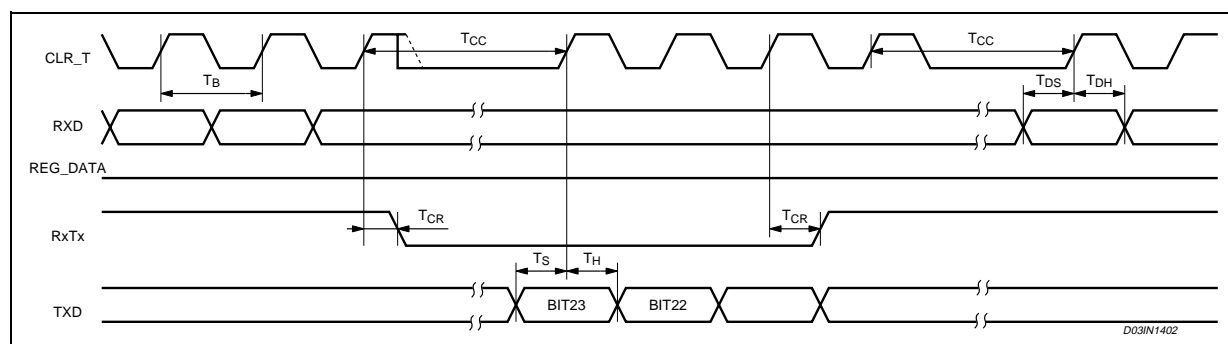 CLR_T
TCC
TCC
TB
TDS
TDH
RXD
REG_DATA
TCR
TCR
RxTx
TS
TH
TXD
BIT23
BIT22
D03IN1402